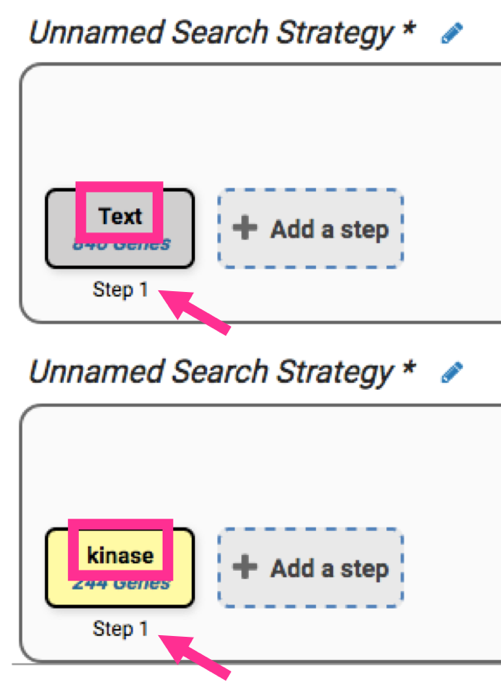 Unnamed Search Strategy *
Text
Genes
+ Add a step
Step 1
Unnamed Search Strategy *
kinase
244 Genes
+ Add a step
Step 1